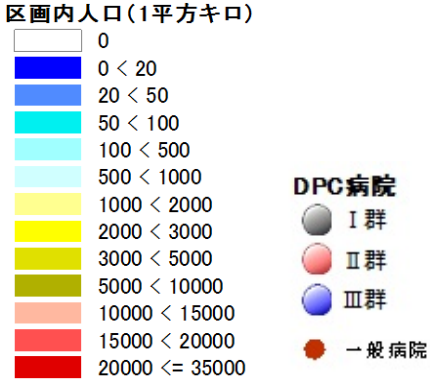 区画内人口(1平方キロ)
0
0 < 20
20 < 50
50 < 100
100 < 500
500 < 1000
1000 < 2000
2000 < 3000
3000 < 5000
5000 < 10000
10000 < 15000
15000 < 20000
20000 <= 35000
DPC病院
Ⅰ群
Ⅱ群
Ⅲ群
一般病院